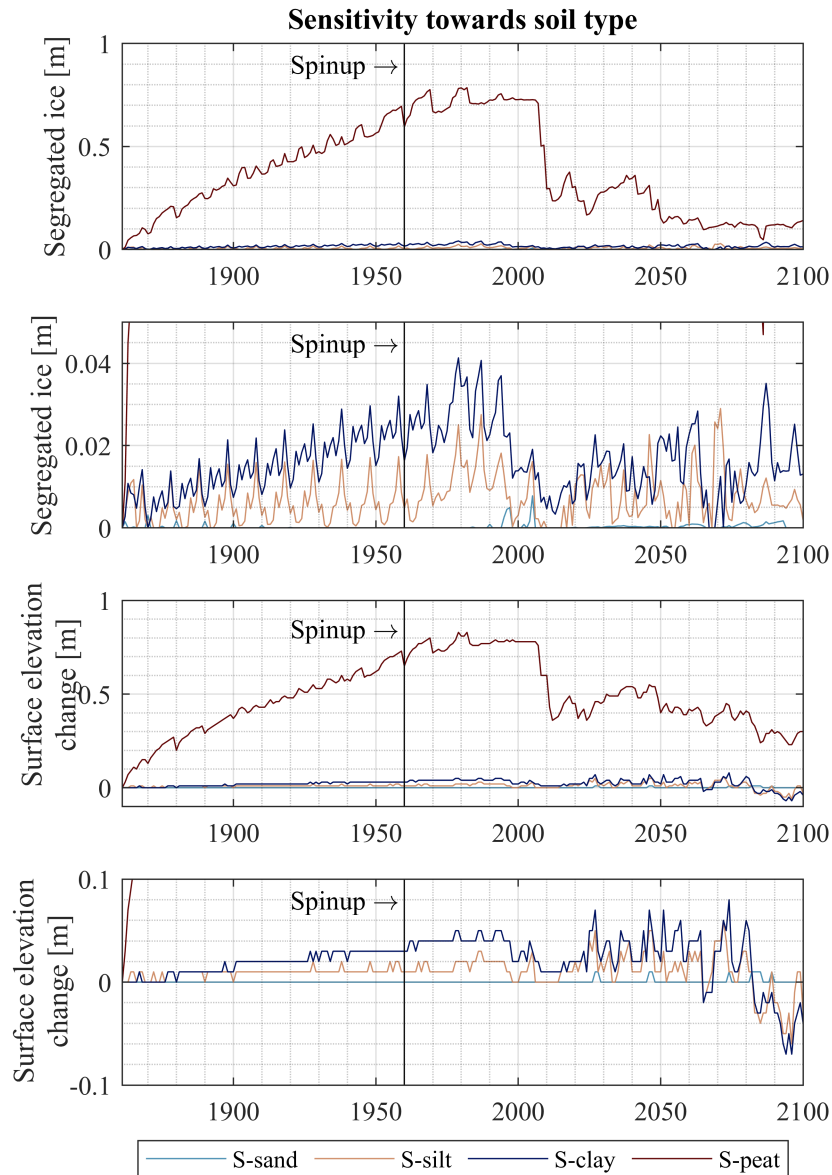 Sensitivity towards soil type
Segregated ice [m]
1
0.5
0
Spinup →
1900 1950 2000 2050 2100
Segregated ice [m]
0.04
0.02
0
Spinup →
1900 1950 2000 2050 2100
Surface elevation
change [m]
1
0.5
0
Spinup →
1900 1950 2000 2050 2100
Surface elevation
change [m]
0.1
0
-0.1
Spinup →
1900 1950 2000 2050 2100
S-sand S-silt S-clay S-peat